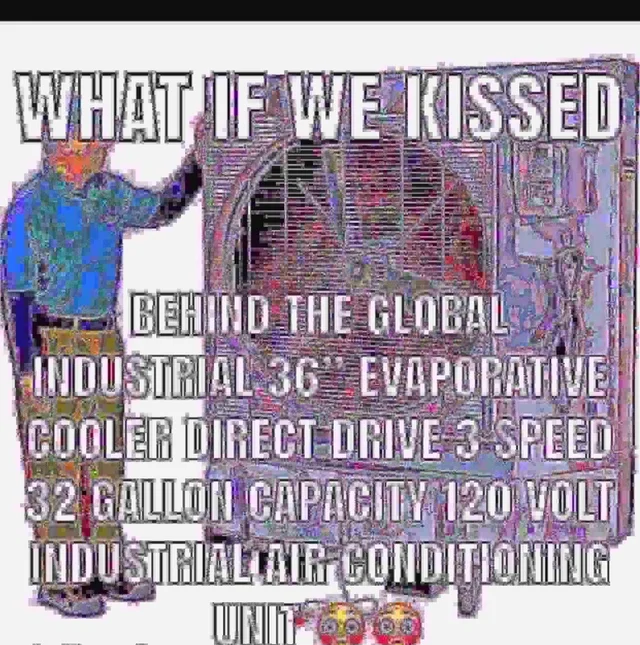 WHAT IF WE KISSED
BEHIND THE GLOBAL
INDUSTRIAL 36" EVAPORATIVE
COOLER DIRECT DRIVE 3 SPEED
32 GALLON CAPACITY 120 VOLT
INDUSTRIAL AIR CONDITIONING
UNIT 😳😳